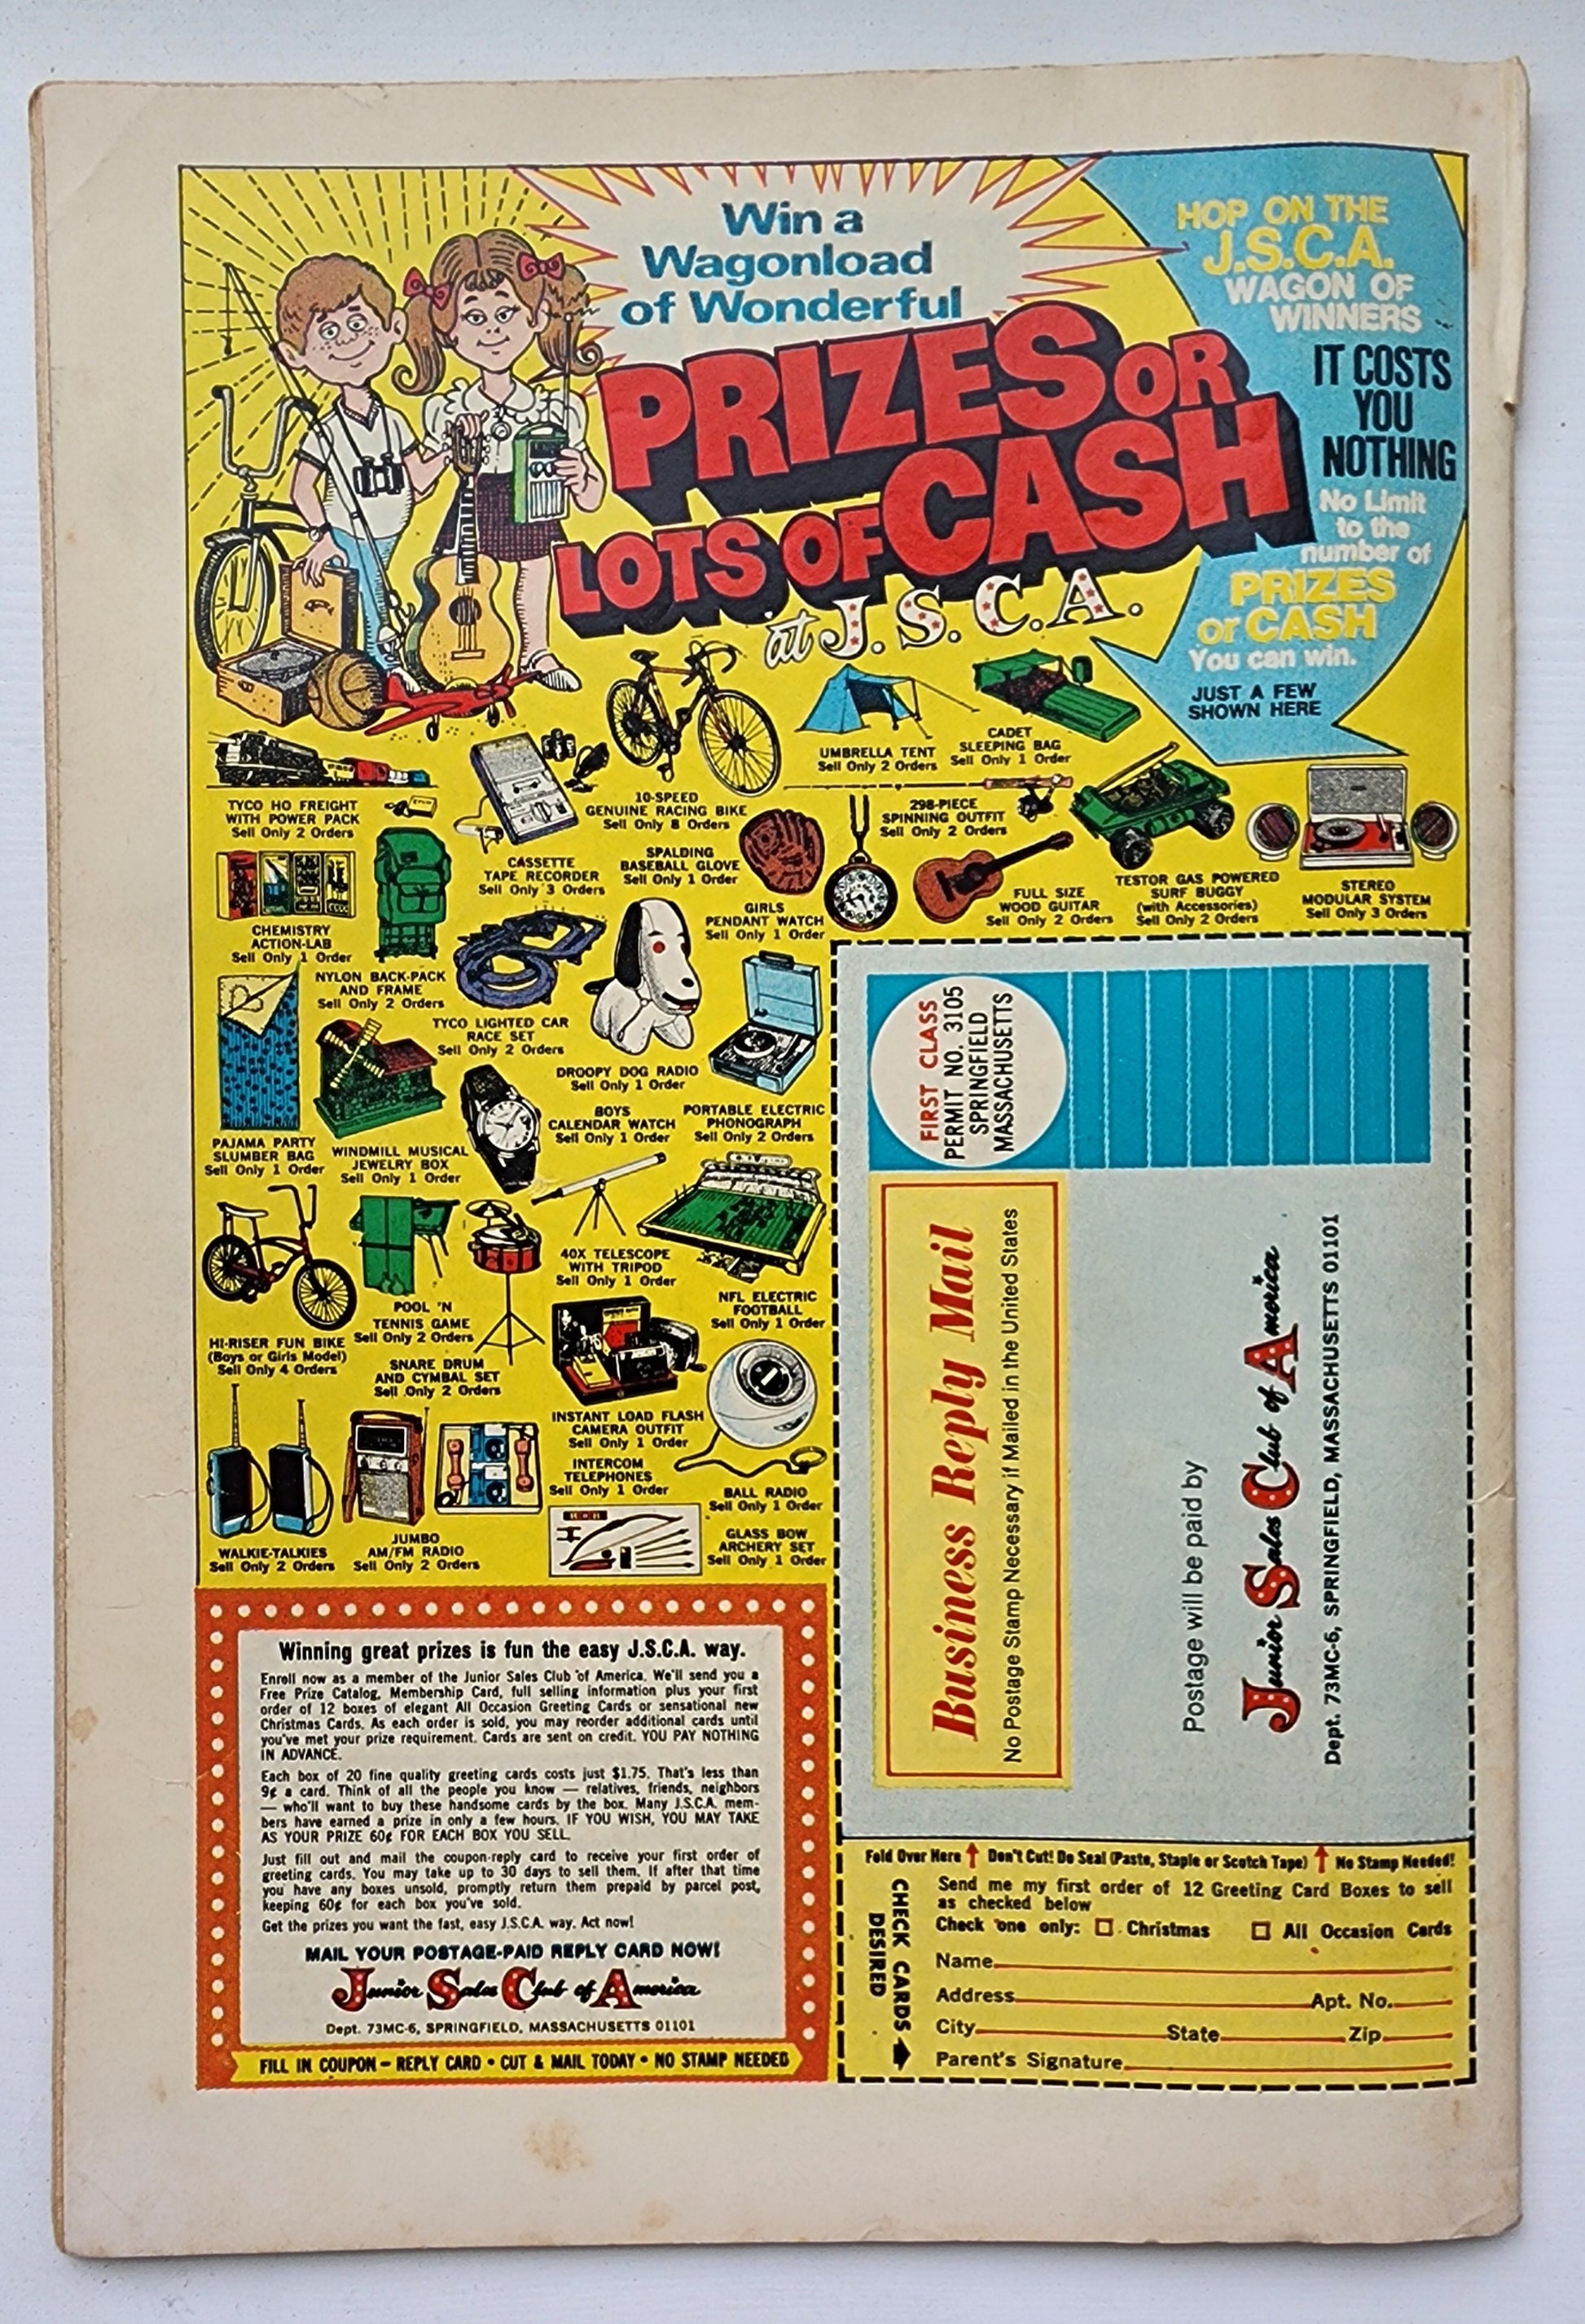 Win a
Wagonload
of Wonderful
PRIZES OR
LOTS OF CASH
at J.S.C.A.
HOP ON THE
J.S.C.A.
WAGON OF
WINNERS
IT COSTS
YOU
NOTHING
No Limit
to the
number of
PRIZES
or CASH
You can win.
JUST A FEW
SHOWN HERE
TYCO HO FREIGHT
WITH POWER PACK
Sell Only 2 Orders
CASSETTE
TAPE RECORDER
Sell Only 3 Orders
10-SPEED
GENUINE RACING BIKE
Sell Only 8 Orders
UMBRELLA TENT
Sell Only 2 Orders
CADET
SLEEPING BAG
Sell Only 1 Order
298-PIECE
SPINNING OUTFIT
Sell Only 2 Orders
SPALDING
BASEBALL GLOVE
Sell Only 1 Order
GIRLS
PENDANT WATCH
Sell Only 1 Order
FULL SIZE
WOOD GUITAR
Sell Only 2 Orders
TESTOR GAS POWERED
SURF BUGGY
(with Accessories)
Sell Only 2 Orders
STEREO
MODULAR SYSTEM
Sell Only 3 Orders
CHEMISTRY
ACTION-LAB
Sell Only 1 Order
NYLON BACK-PACK
AND FRAME
Sell Only 2 Orders
TYCO LIGHTED CAR
RACE SET
Sell Only 2 Orders
DROOPY DOG RADIO
Sell Only 1 Order
PAJAMA PARTY
SLUMBER BAG
Sell Only 1 Order
WINDMILL MUSICAL
JEWELRY BOX
Sell Only 1 Order
BOYS
CALENDAR WATCH
Sell Only 1 Order
PORTABLE ELECTRIC
PHONOGRAPH
Sell Only 2 Orders
40X TELESCOPE
WITH TRIPOD
Sell Only 1 Order
NFL ELECTRIC
FOOTBALL
Sell Only 1 Order
HI-RISER FUN BIKE
(Boys or Girls Model)
Sell Only 4 Orders
POOL 'N
TENNIS GAME
Sell Only 2 Orders
SNARE DRUM
AND CYMBAL SET
Sell Only 2 Orders
INSTANT LOAD FLASH
CAMERA OUTFIT
Sell Only 1 Order
INTERCOM
TELEPHONES
Sell Only 1 Order
BALL RADIO
Sell Only 1 Order
WALKIE-TALKIES
Sell Only 2 Orders
JUMBO
AM/FM RADIO
Sell Only 2 Orders
GLASS BOW
ARCHERY SET
Sell Only 1 Order
Winning great prizes is fun the easy J.S.C.A. way.
Enroll now as a member of the Junior Sales Club of America. We'll send you a
Free Prize Catalog, Membership Card, full selling information plus your first
order of 12 boxes of elegant All Occasion Greeting Cards or sensational new
Christmas Cards. As each order is sold, you may reorder additional cards until
you've met your prize requirement. Cards are sent on credit. YOU PAY NOTHING
IN ADVANCE.
Each box of 20 fine quality greeting cards costs just $1.75. That's less than
9¢ a card. Think of all the people you know — relatives, friends, neighbors
— who'll want to buy these handsome cards by the box. Many J.S.C.A. mem-
bers have earned a prize in only a few hours. IF YOU WISH, YOU MAY TAKE
AS YOUR PRIZE 60¢ FOR EACH BOX YOU SELL.
Just fill out and mail the coupon-reply card to receive your first order of
greeting cards. You may take up to 30 days to sell them. If after that time
you have any boxes unsold, promptly return them prepaid by parcel post,
keeping 60¢ for each box you've sold.
Get the prizes you want the fast, easy J.S.C.A. way. Act now!
MAIL YOUR POSTAGE-PAID REPLY CARD NOW!
Junior Sales Club of America
Dept. 73MC-6, SPRINGFIELD, MASSACHUSETTS 01101
FILL IN COUPON – REPLY CARD • CUT & MAIL TODAY • NO STAMP NEEDED
FIRST CLASS
PERMIT NO. 3105
SPRINGFIELD
MASSACHUSETTS
Business Reply Mail
No Postage Stamp Necessary if Mailed in the United States
Postage will be paid by
Junior Sales Club of America
Dept. 73MC-6, SPRINGFIELD, MASSACHUSETTS 01101
Fold Over Here Don't Cut! Do Seal (Paste, Staple or Scotch Tape) No Stamp Needed!
CHECK CARDS
DESIRED
Send me my first order of 12 Greeting Card Boxes to sell
as checked below
Check one only: Christmas All Occasion Cards
Name
Address Apt. No.
City State Zip
Parent's Signature